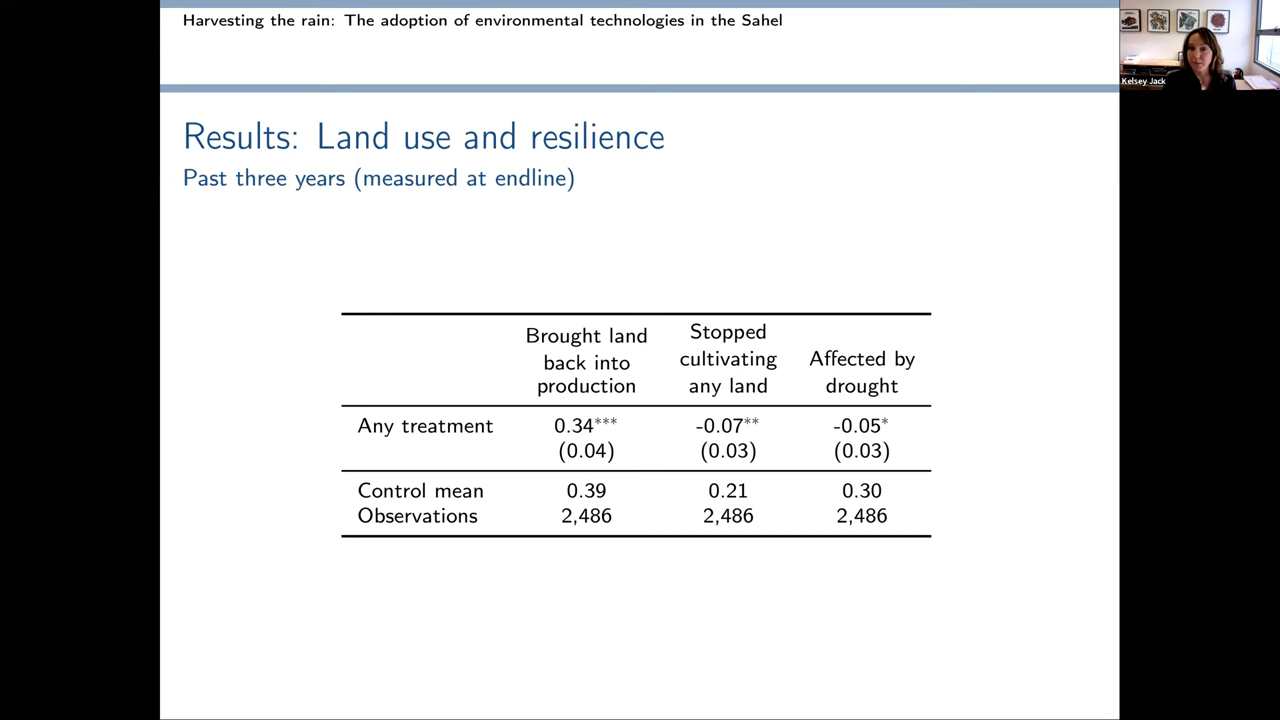 Harvesting the rain: The adoption of environmental technologies in the Sahel
Kelsey Jack
Results: Land use and resilience
Past three years (measured at endline)
Brought land back into production Stopped cultivating any land Affected by drought
Any treatment 0.34*** -0.07** -0.05*
(0.04) (0.03) (0.03)
Control mean 0.39 0.21 0.30
Observations 2,486 2,486 2,486